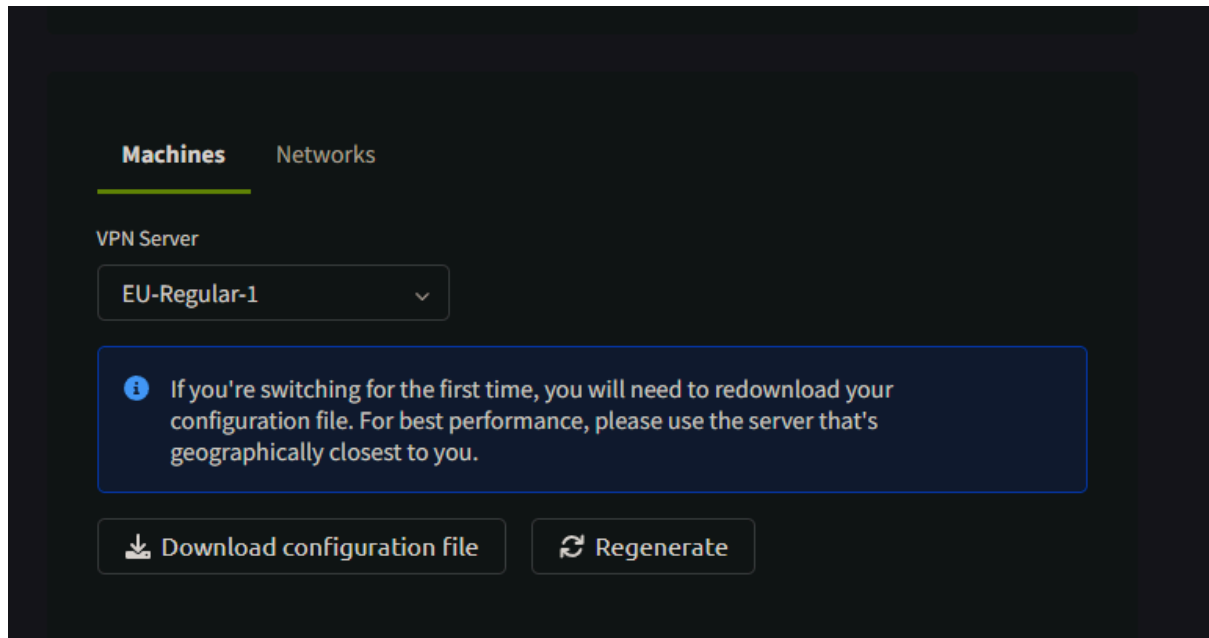 Machines Networks
VPN Server
EU-Regular-1
If you're switching for the first time, you will need to redownload your
configuration file. For best performance, please use the server that's
geographically closest to you.
Download configuration file Regenerate